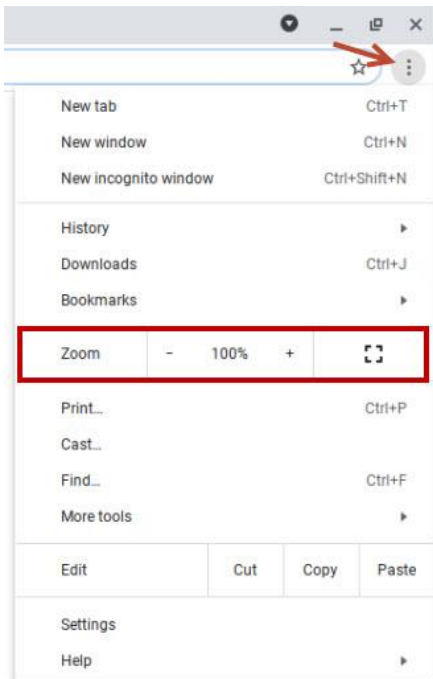 New tab Ctrl+T
New window Ctrl+N
New incognito window Ctrl+Shift+N
History
Downloads Ctrl+J
Bookmarks
Zoom - 100% +
Print... Ctrl+P
Cast...
Find... Ctrl+F
More tools
Edit Cut Copy Paste
Settings
Help